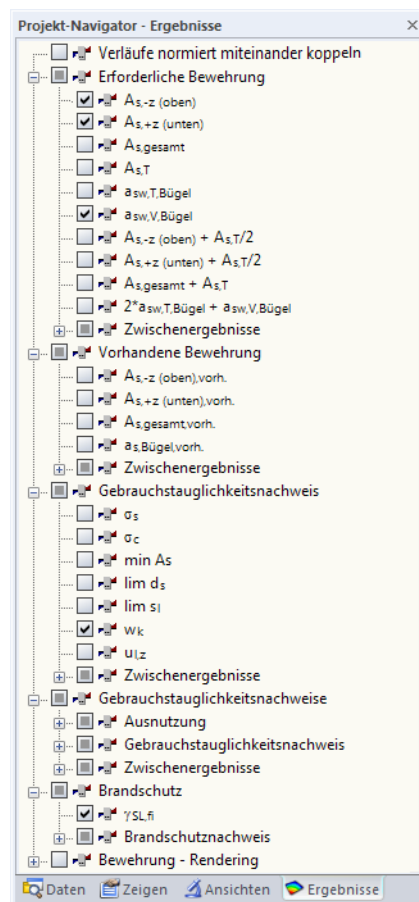 Projekt-Navigator - Ergebnisse
Verläufe normiert miteinander koppeln
Erforderliche Bewehrung
As,-z (oben)
As,+z (unten)
As,gesamt
As,T
asw,T,Bügel
asw,V,Bügel
As,-z (oben) + As,T/2
As,+z (unten) + As,T/2
As,gesamt + As,T
2*asw,T,Bügel + asw,V,Bügel
Zwischenergebnisse
Vorhandene Bewehrung
As,-z (oben),vorh.
As,+z (unten),vorh.
As,gesamt,vorh.
as,Bügel,vorh.
Zwischenergebnisse
Gebrauchstauglichkeitsnachweis
σs
σc
min As
lim ds
lim sl
wk
ul,z
Zwischenergebnisse
Gebrauchstauglichkeitsnachweise
Ausnutzung
Gebrauchstauglichkeitsnachweis
Zwischenergebnisse
Brandschutz
γSL,fi
Brandschutznachweis
Bewehrung - Rendering
Daten Zeigen Ansichten Ergebnisse